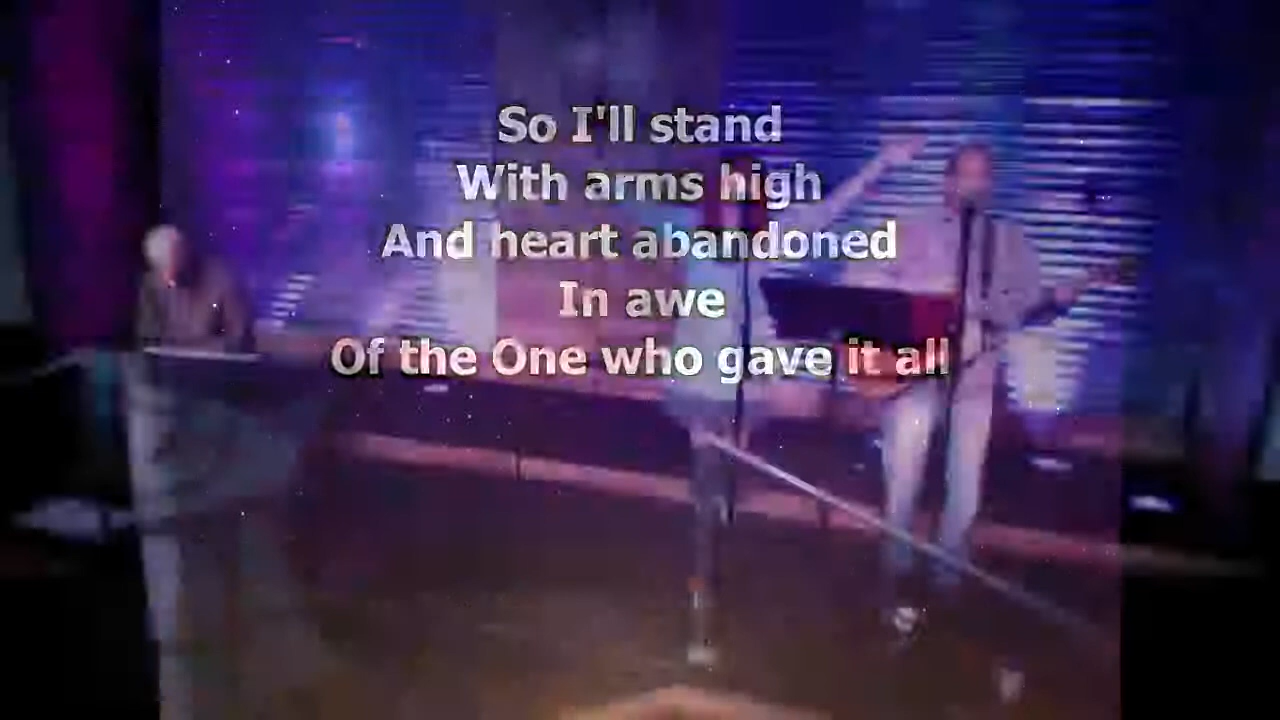 So I'll stand
With arms high
And heart abandoned
In awe
Of the One who gave it all